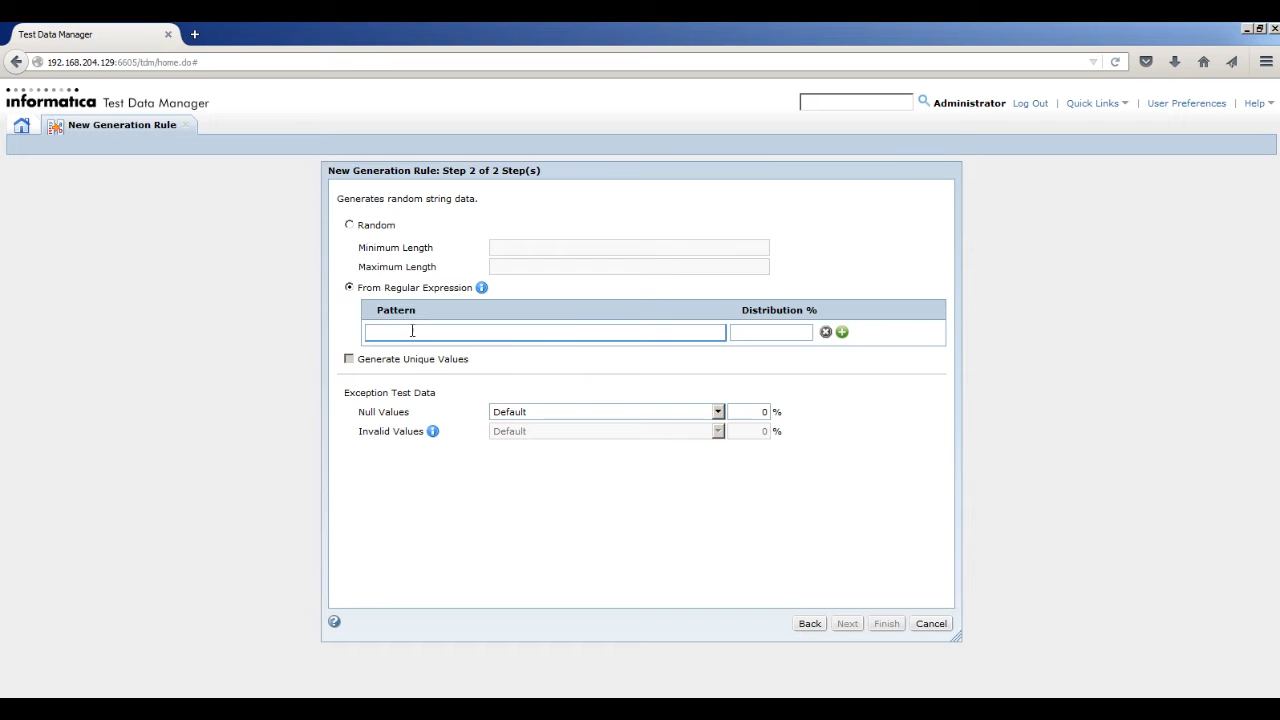 Test Data Manager
192.168.204.129:6605/tdm/home.do#
informatica Test Data Manager
Administrator Log Out | Quick Links | User Preferences | Help
New Generation Rule
New Generation Rule: Step 2 of 2 Step(s)
Generates random string data.
Random
Minimum Length
Maximum Length
From Regular Expression
Pattern Distribution %
Generate Unique Values
Exception Test Data
Null Values Default 0 %
Invalid Values Default 0 %
Back Next Finish Cancel